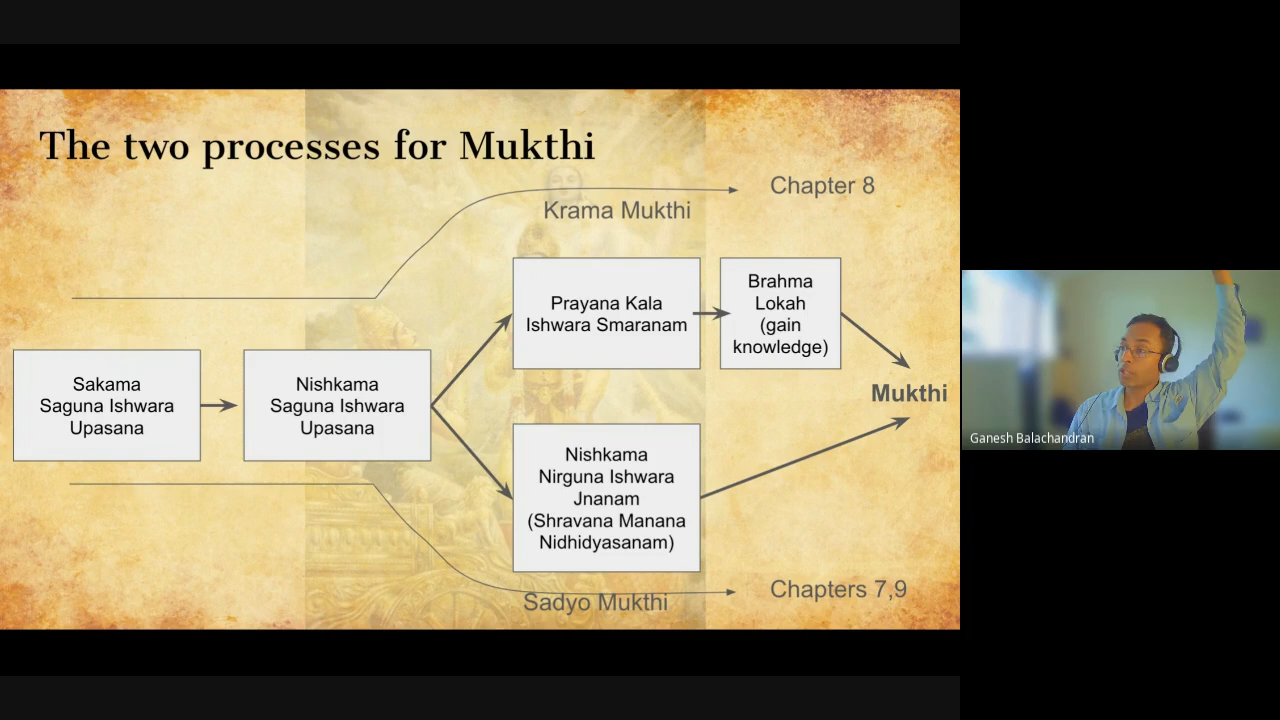 The two processes for Mukthi
Chapter 8
Krama Mukthi
Prayana Kala
Ishwara Smaranam
Brahma
Lokah
(gain
knowledge)
Sakama
Saguna Ishwara
Upasana
Nishkama
Saguna Ishwara
Upasana
Mukthi
Nishkama
Nirguna Ishwara
Jnanam
(Shravana Manana
Nidhidyasanam)
Sadyo Mukthi
Chapters 7,9
Ganesh Balachandran